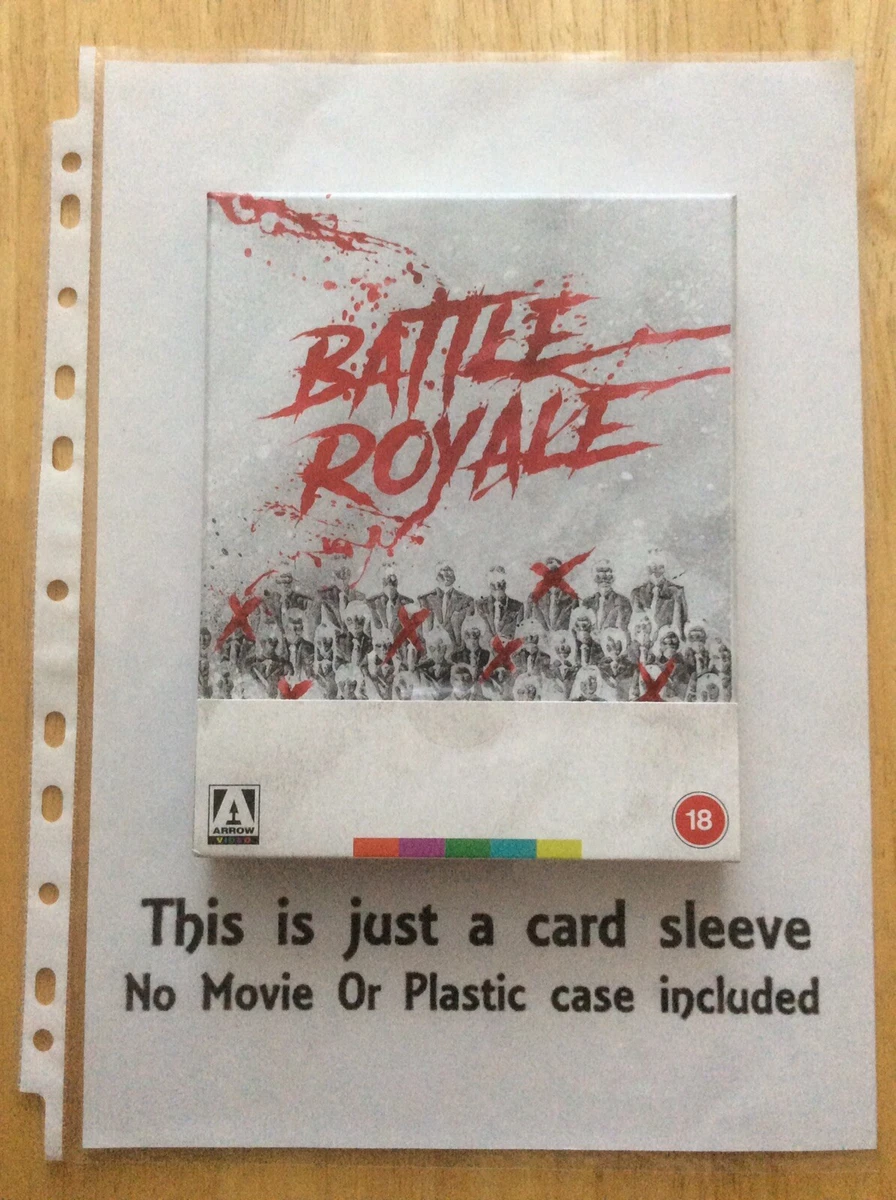 BATTLE
ROYALE
ARROW
VIDEO
18
This is just a card sleeve
No Movie Or Plastic case included